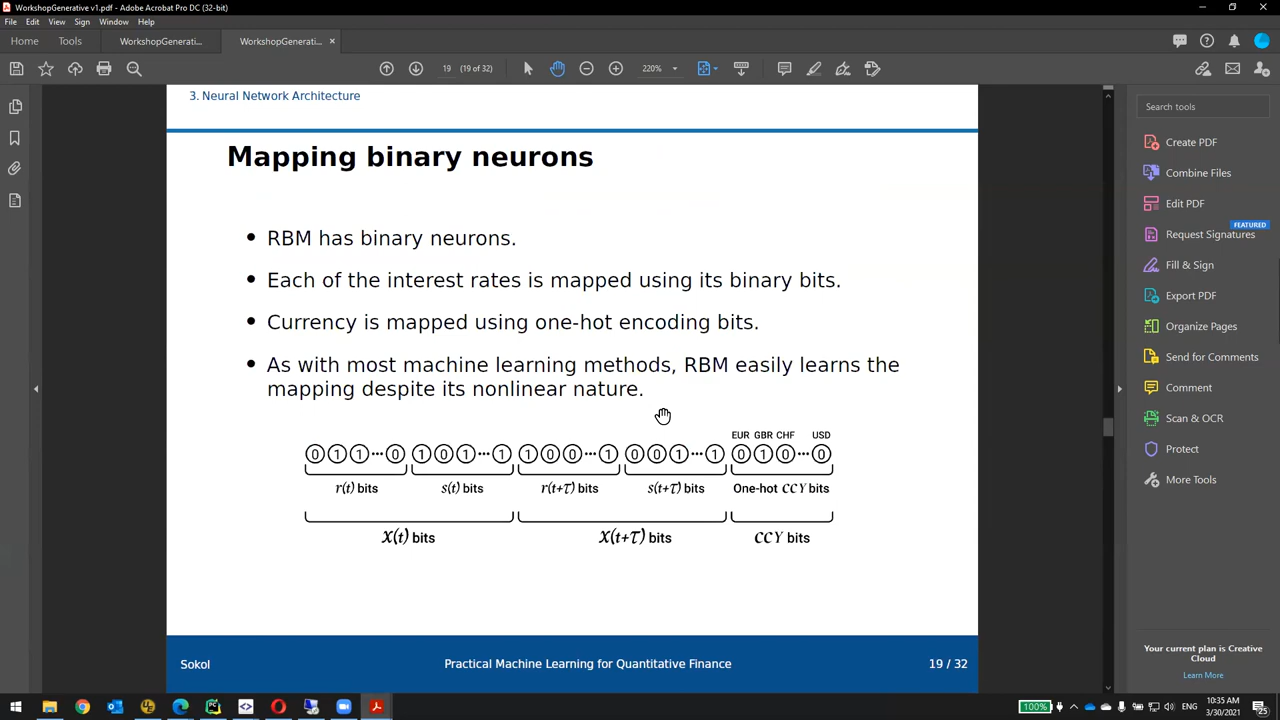 WorkshopGenerative v1.pdf - Adobe Acrobat Pro DC (32-bit)
File Edit View Sign Window Help
Home Tools WorkshopGenerati... WorkshopGenerati... ×
19 (19 of 32) 220%
3. Neural Network Architecture
Mapping binary neurons
• RBM has binary neurons.
• Each of the interest rates is mapped using its binary bits.
• Currency is mapped using one-hot encoding bits.
• As with most machine learning methods, RBM easily learns the
mapping despite its nonlinear nature.
EUR GBR CHF USD
0 1 1 ··· 0 1 0 1 ··· 1 1 0 0 ··· 1 0 0 1 ··· 1 0 1 0 ··· 0
r(t) bits s(t) bits r(t+τ) bits s(t+τ) bits One-hot CCY bits
X(t) bits X(t+τ) bits CCY bits
Sokol Practical Machine Learning for Quantitative Finance 19 / 32
Search tools
Create PDF
Combine Files
Edit PDF
FEATURED
Request Signatures
Fill & Sign
Export PDF
Organize Pages
Send for Comments
Comment
Scan & OCR
Protect
More Tools
Your current plan is Creative
Cloud
Learn More
100% ENG 10:35 AM
3/30/2021 25